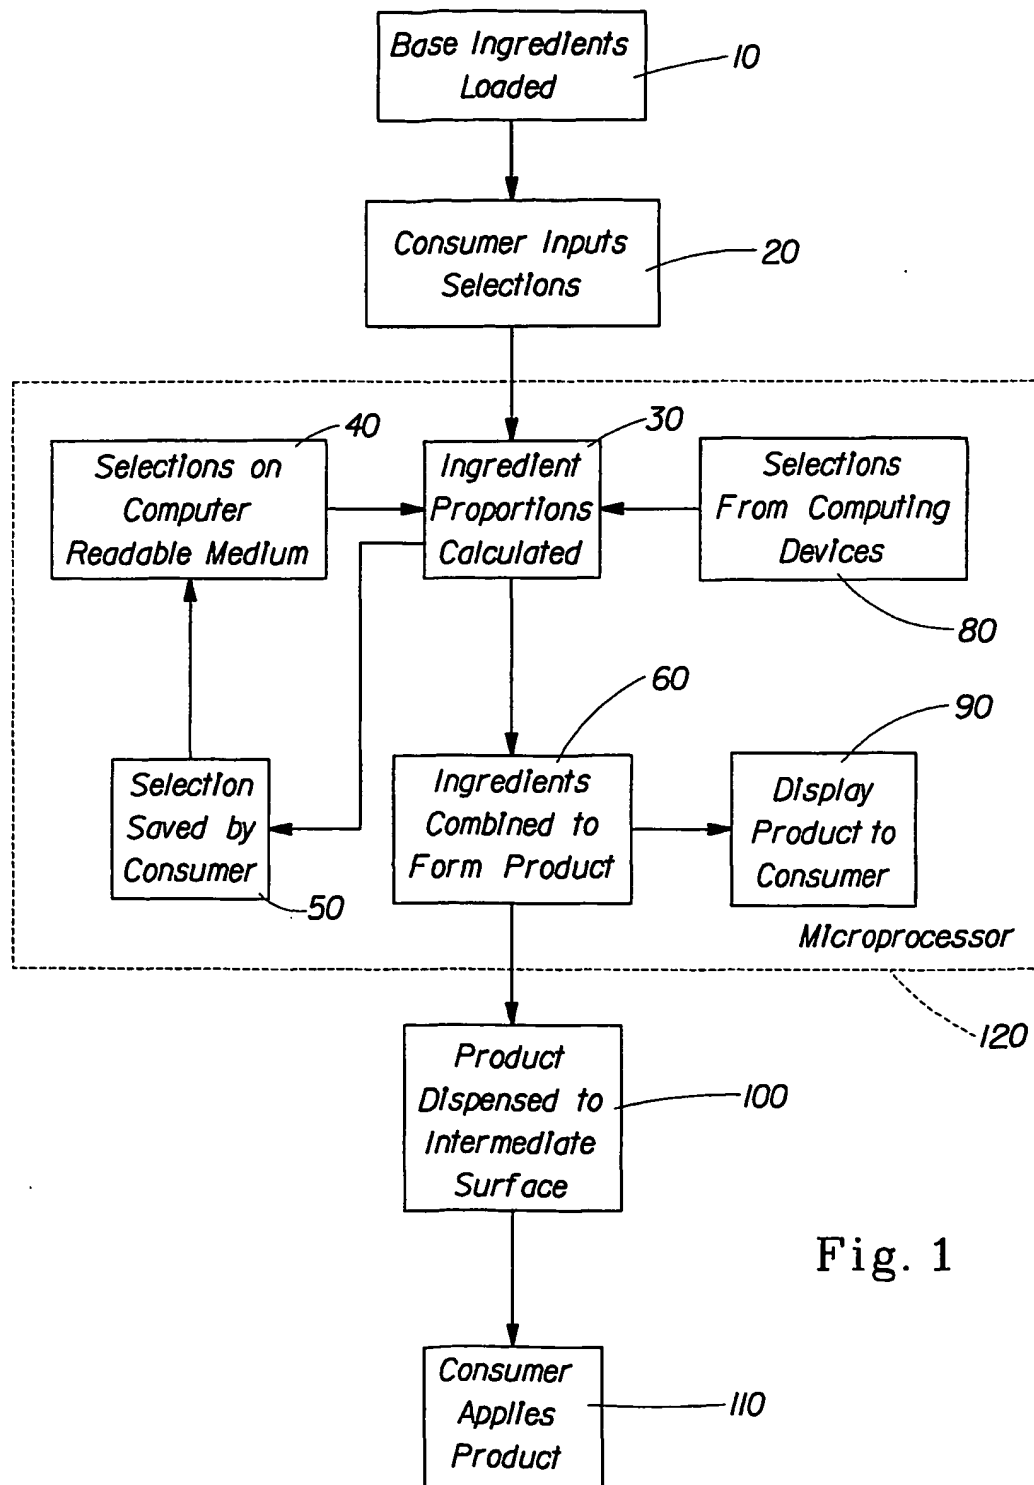 Base Ingredients
Loaded
10
Consumer Inputs
Selections
20
40
30
Selections on
Computer
Readable Medium
Ingredient
Proportions
Calculated
Selections
From Computing
Devices
80
60
90
Selection
Saved by
Consumer
50
Ingredients
Combined to
Form Product
Display
Product to
Consumer
Microprocessor
120
Product
Dispensed to
Intermediate
Surface
100
Fig. 1
Consumer
Applies
Product
110